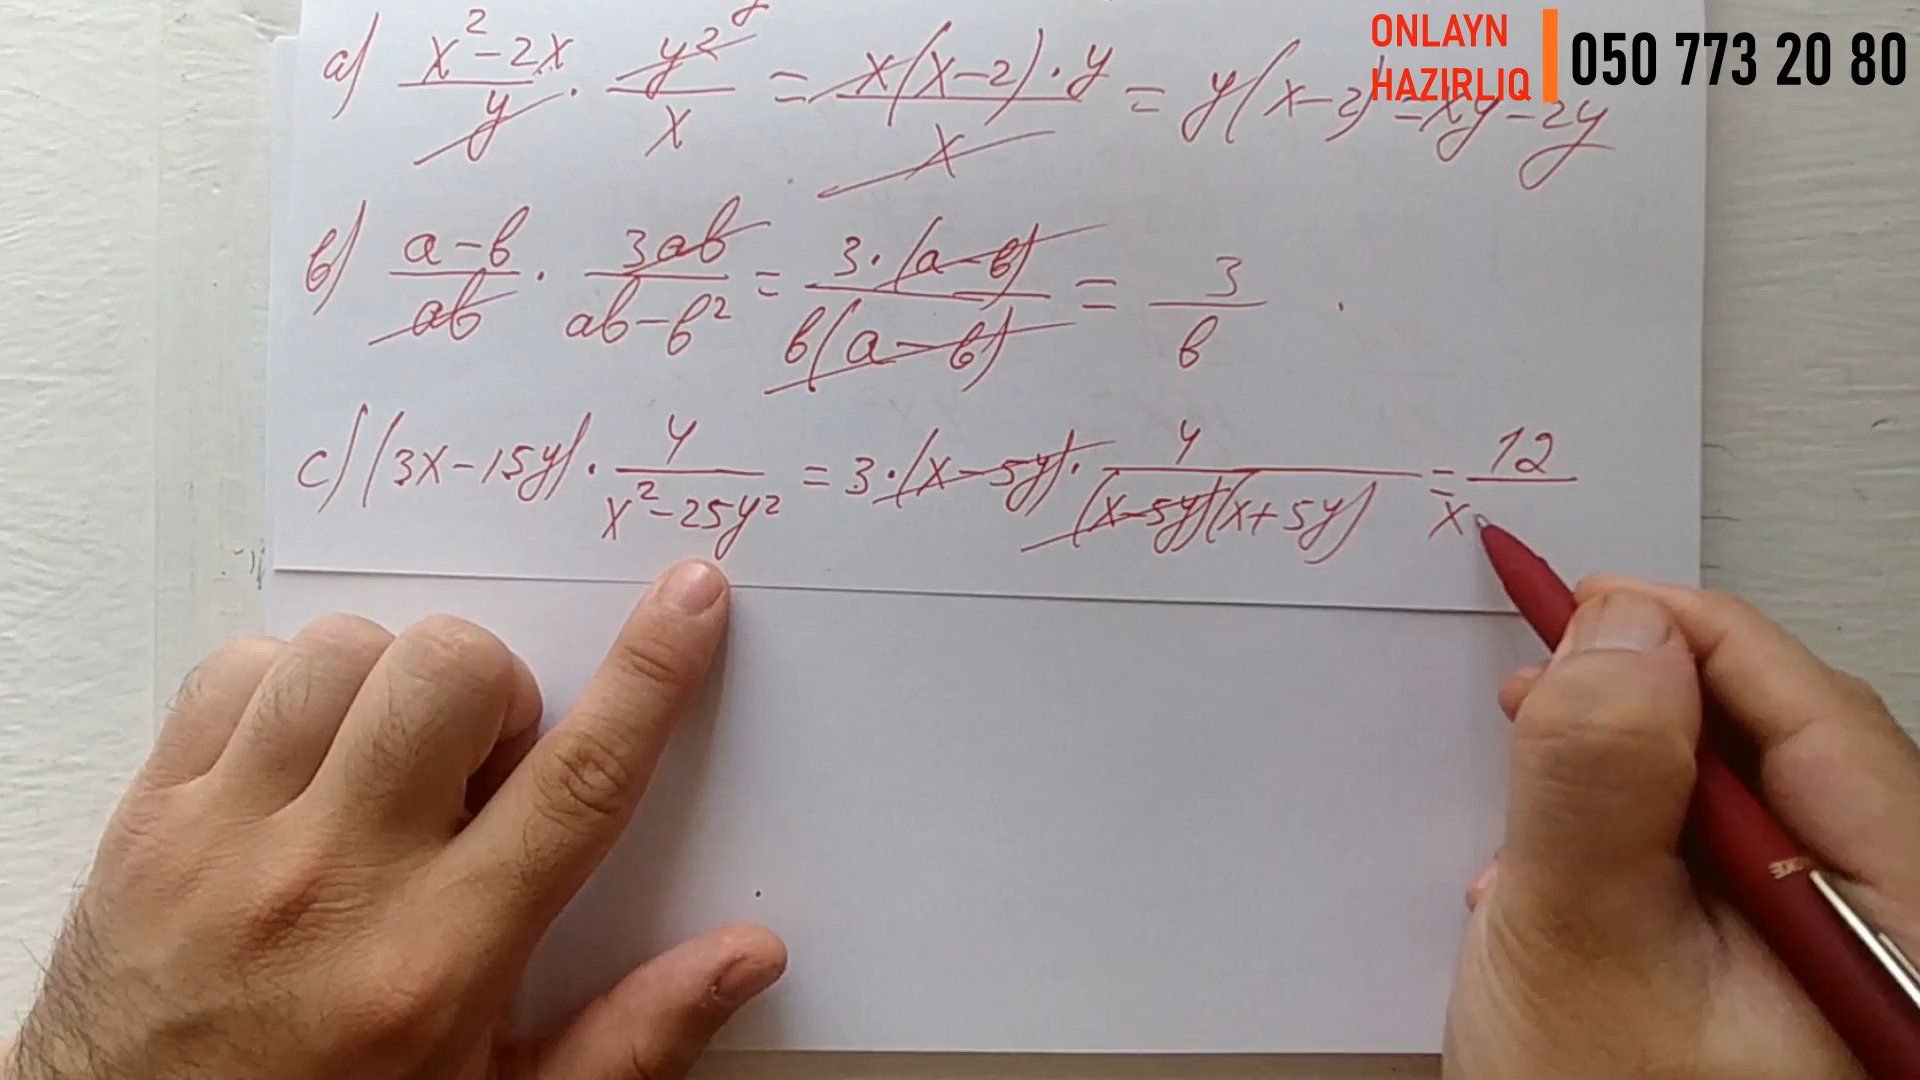 ONLAYN HAZIRLIQ 050 773 20 80
a) (x² - 2x)/y · y²/x = x(x-2)·y/x = y(x-2) = xy - 2y
b) (a-b)/ab · 3ab/(ab-b²) = 3·(a-b)/b(a-b) = 3/b
c) (3x-15y) · 4/(x²-25y²) = 3·(x-5y) · 4/(x-5y)(x+5y) = 12/x